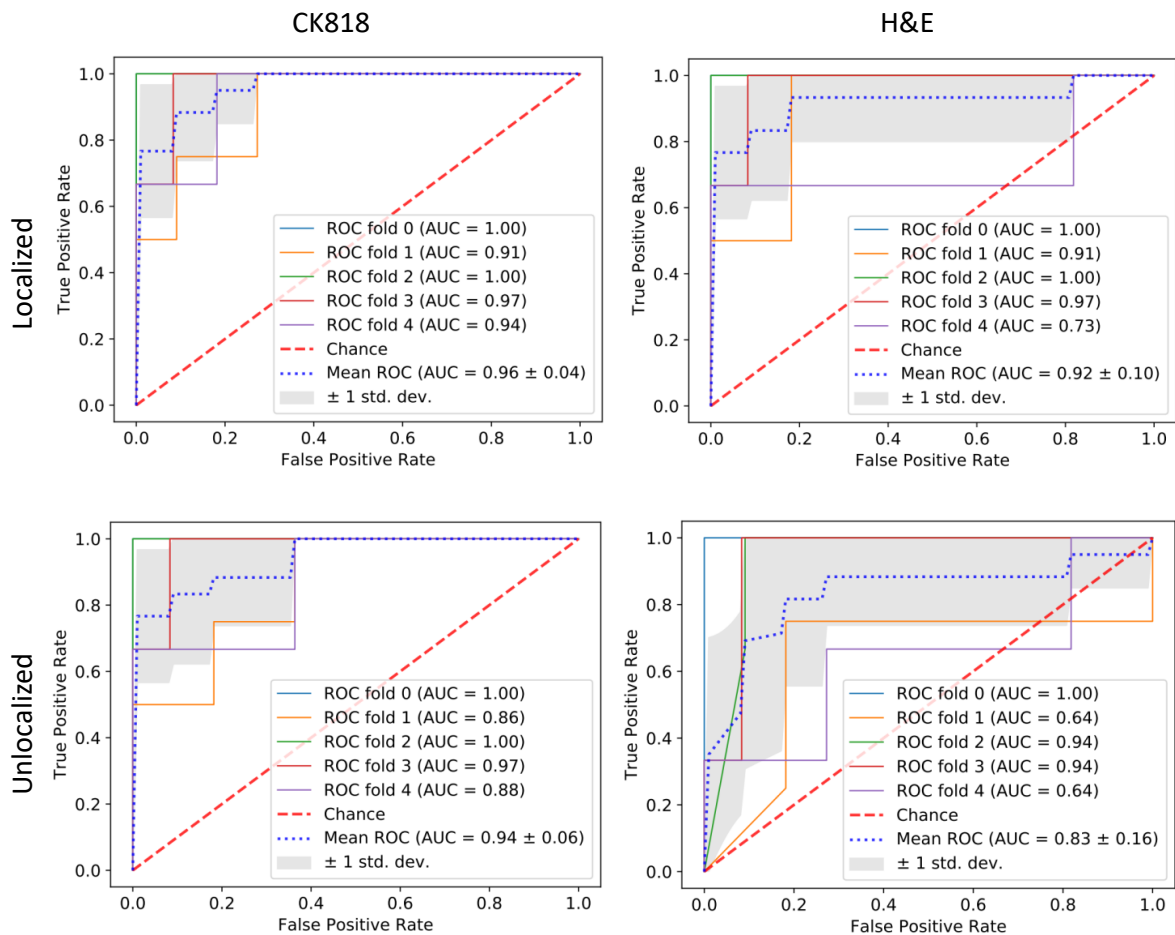 CK818
H&E
Localized
True Positive Rate
1.0
0.8
0.6
0.4
0.2
0.0
ROC fold 0 (AUC = 1.00)
ROC fold 1 (AUC = 0.91)
ROC fold 2 (AUC = 1.00)
ROC fold 3 (AUC = 0.97)
ROC fold 4 (AUC = 0.94)
Chance
Mean ROC (AUC = 0.96 ± 0.04)
± 1 std. dev.
0.0 0.2 0.4 0.6 0.8 1.0
False Positive Rate
True Positive Rate
1.0
0.8
0.6
0.4
0.2
0.0
ROC fold 0 (AUC = 1.00)
ROC fold 1 (AUC = 0.91)
ROC fold 2 (AUC = 1.00)
ROC fold 3 (AUC = 0.97)
ROC fold 4 (AUC = 0.73)
Chance
Mean ROC (AUC = 0.92 ± 0.10)
± 1 std. dev.
0.0 0.2 0.4 0.6 0.8 1.0
False Positive Rate
Unlocalized
True Positive Rate
1.0
0.8
0.6
0.4
0.2
0.0
ROC fold 0 (AUC = 1.00)
ROC fold 1 (AUC = 0.86)
ROC fold 2 (AUC = 1.00)
ROC fold 3 (AUC = 0.97)
ROC fold 4 (AUC = 0.88)
Chance
Mean ROC (AUC = 0.94 ± 0.06)
± 1 std. dev.
0.0 0.2 0.4 0.6 0.8 1.0
False Positive Rate
True Positive Rate
1.0
0.8
0.6
0.4
0.2
0.0
ROC fold 0 (AUC = 1.00)
ROC fold 1 (AUC = 0.64)
ROC fold 2 (AUC = 0.94)
ROC fold 3 (AUC = 0.94)
ROC fold 4 (AUC = 0.64)
Chance
Mean ROC (AUC = 0.83 ± 0.16)
± 1 std. dev.
0.0 0.2 0.4 0.6 0.8 1.0
False Positive Rate